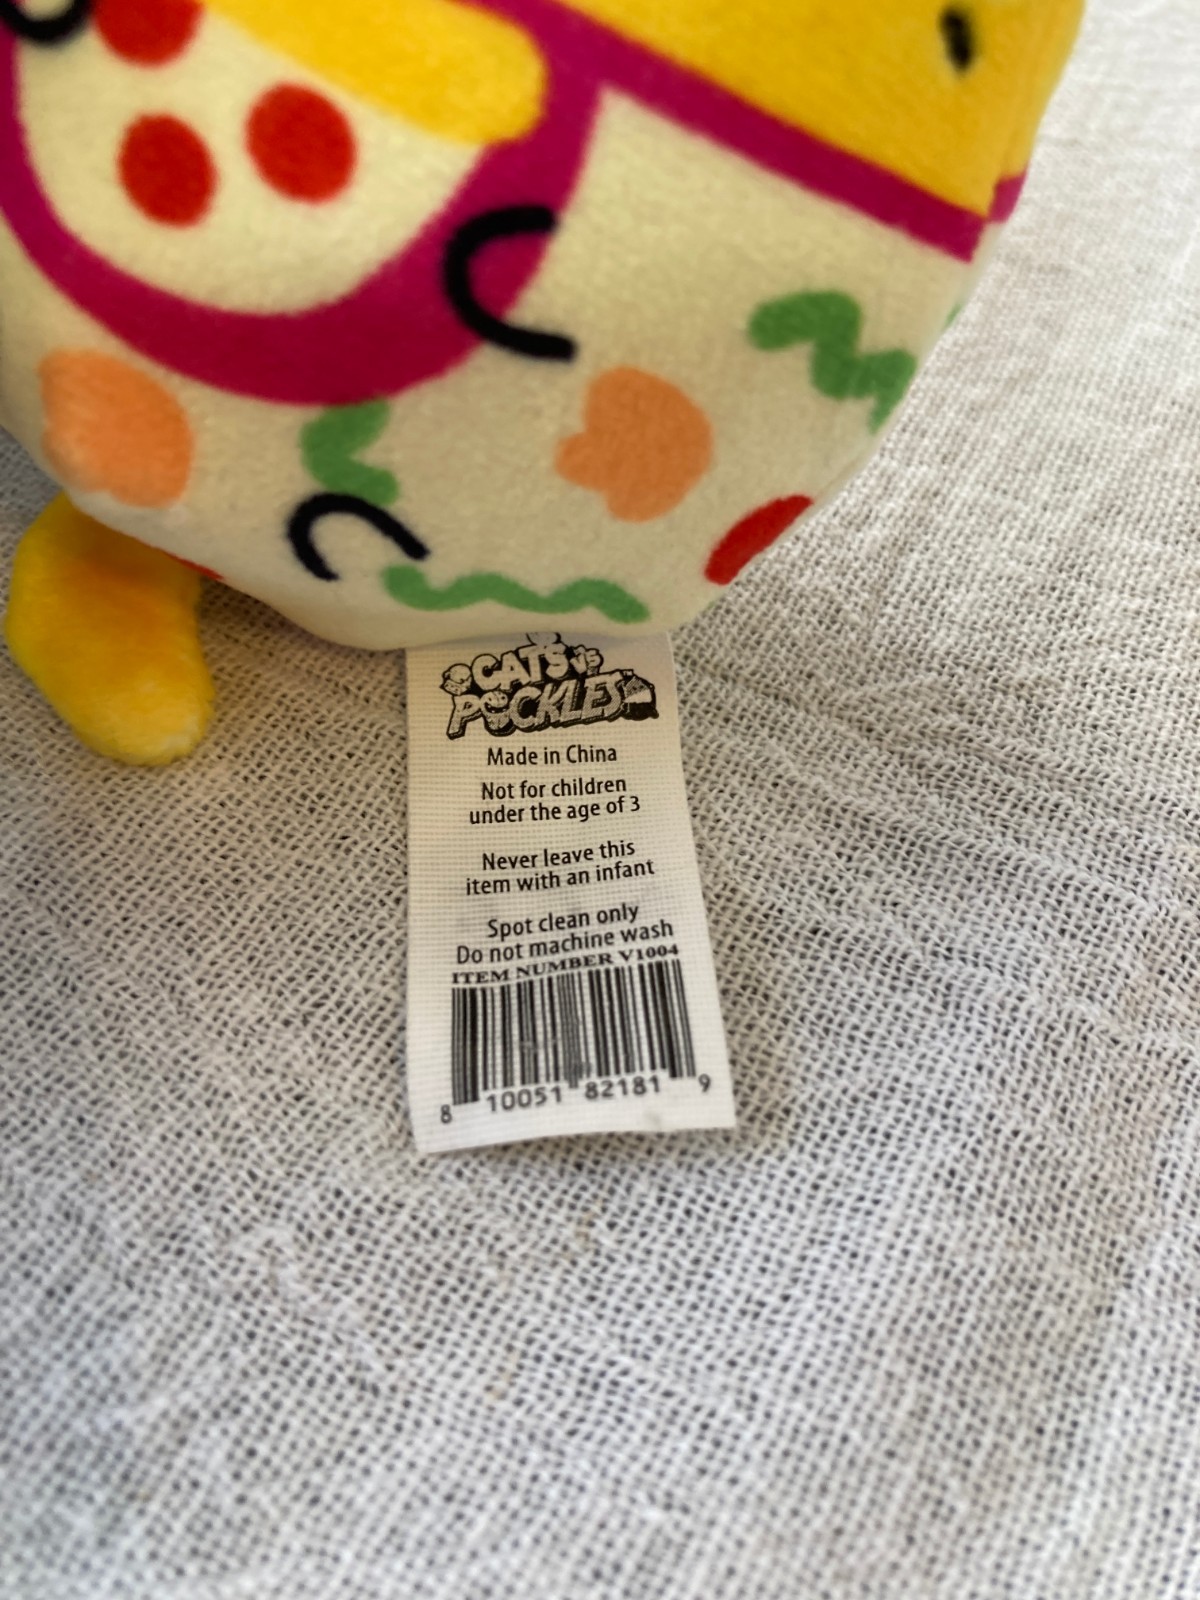 CATS VS
PICKLES
Made in China
Not for children
under the age of 3
Never leave this
item with an infant
Spot clean only
Do not machine wash
ITEM NUMBER V1004
8 10051 82181 9